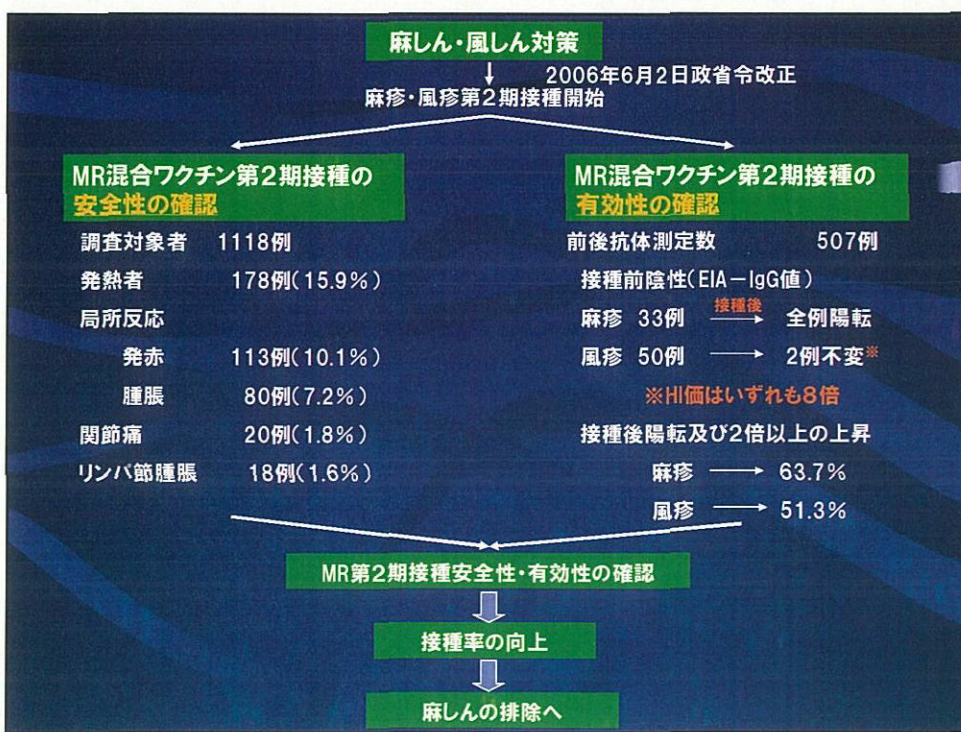 麻しん・風しん対策
2006年6月2日政省令改正
麻疹・風疹第2期接種開始
MR混合ワクチン第2期接種の
安全性の確認
調査対象者 1118例
発熱者 178例(15.9%)
局所反応
発赤 113例(10.1%)
腫脹 80例(7.2%)
関節痛 20例(1.8%)
リンパ節腫脹 18例(1.6%)
MR混合ワクチン第2期接種の
有効性の確認
前後抗体測定数 507例
接種前陰性(EIA-IgG値)
麻疹 33例 接種後 → 全例陽転
風疹 50例 → 2例不変※
※HI価はいずれも8倍
接種後陽転及び2倍以上の上昇
麻疹 → 63.7%
風疹 → 51.3%
MR第2期接種安全性・有効性の確認
接種率の向上
麻しんの排除へ